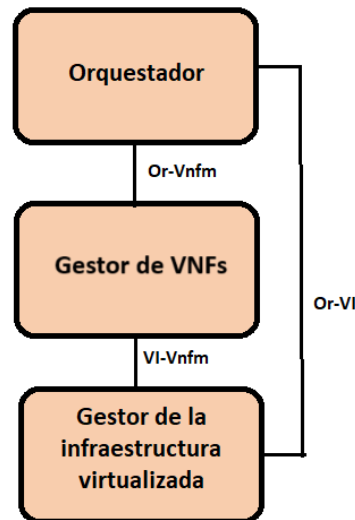 Orquestador
Or-Vnfm
Gestor de VNFs
Or-VI
VI-Vnfm
Gestor de la
infraestructura
virtualizada